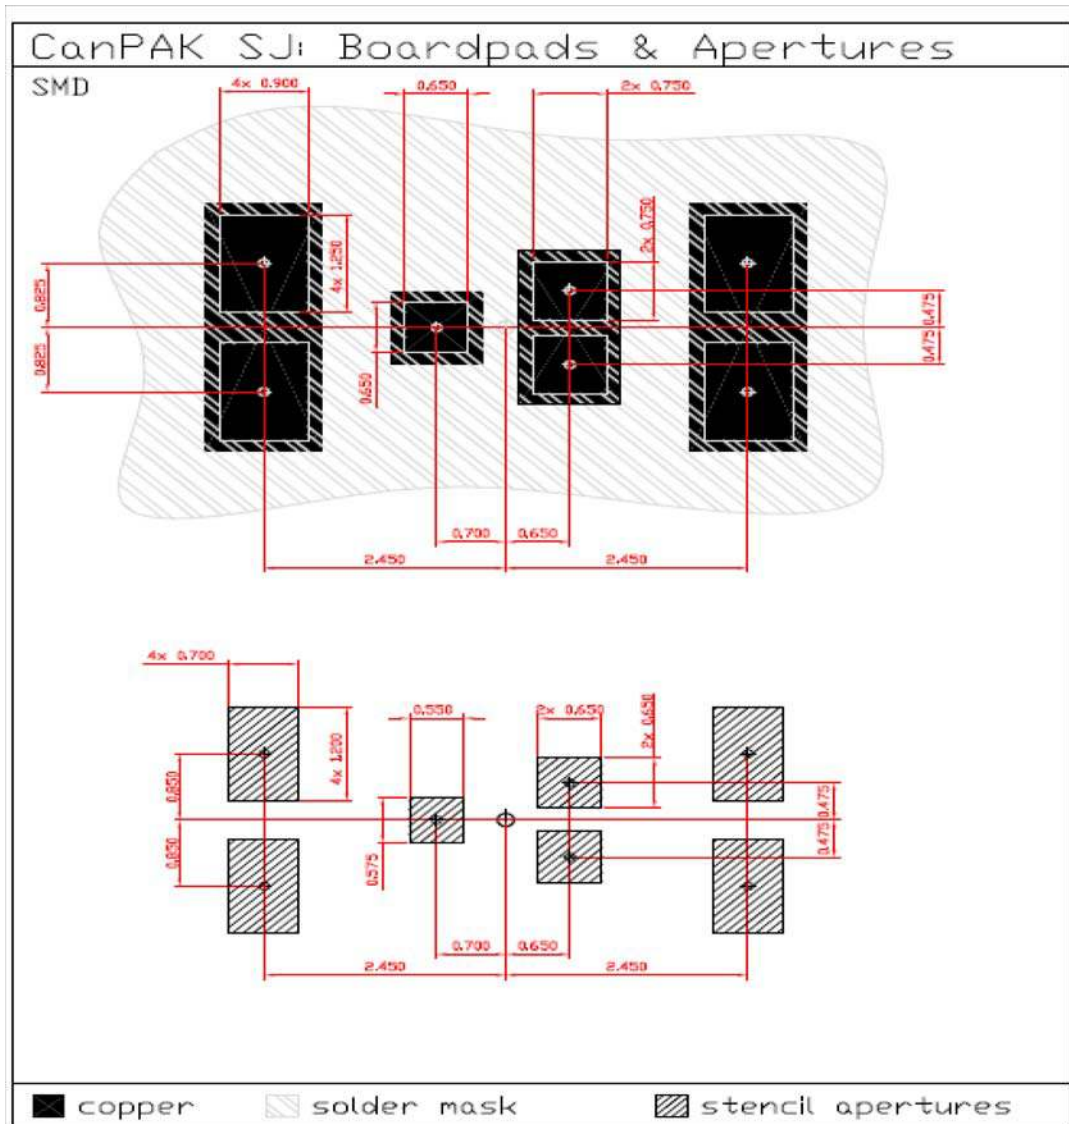 CanPAK SJ: Boardpads & Apertures
SMD
4x 0.900
0.650
2x 0.750
2x 0.750
4x 1.250
0.825
0.825
0.475
0.475
0.650
0.700
0.650
2.450
2.450
4x 0.700
0.550
2x 0.650
2x 0.650
4x 1.200
0.850
0.850
0.475
0.475
0.575
0.700
0.650
2.450
2.450
copper
solder mask
stencil apertures